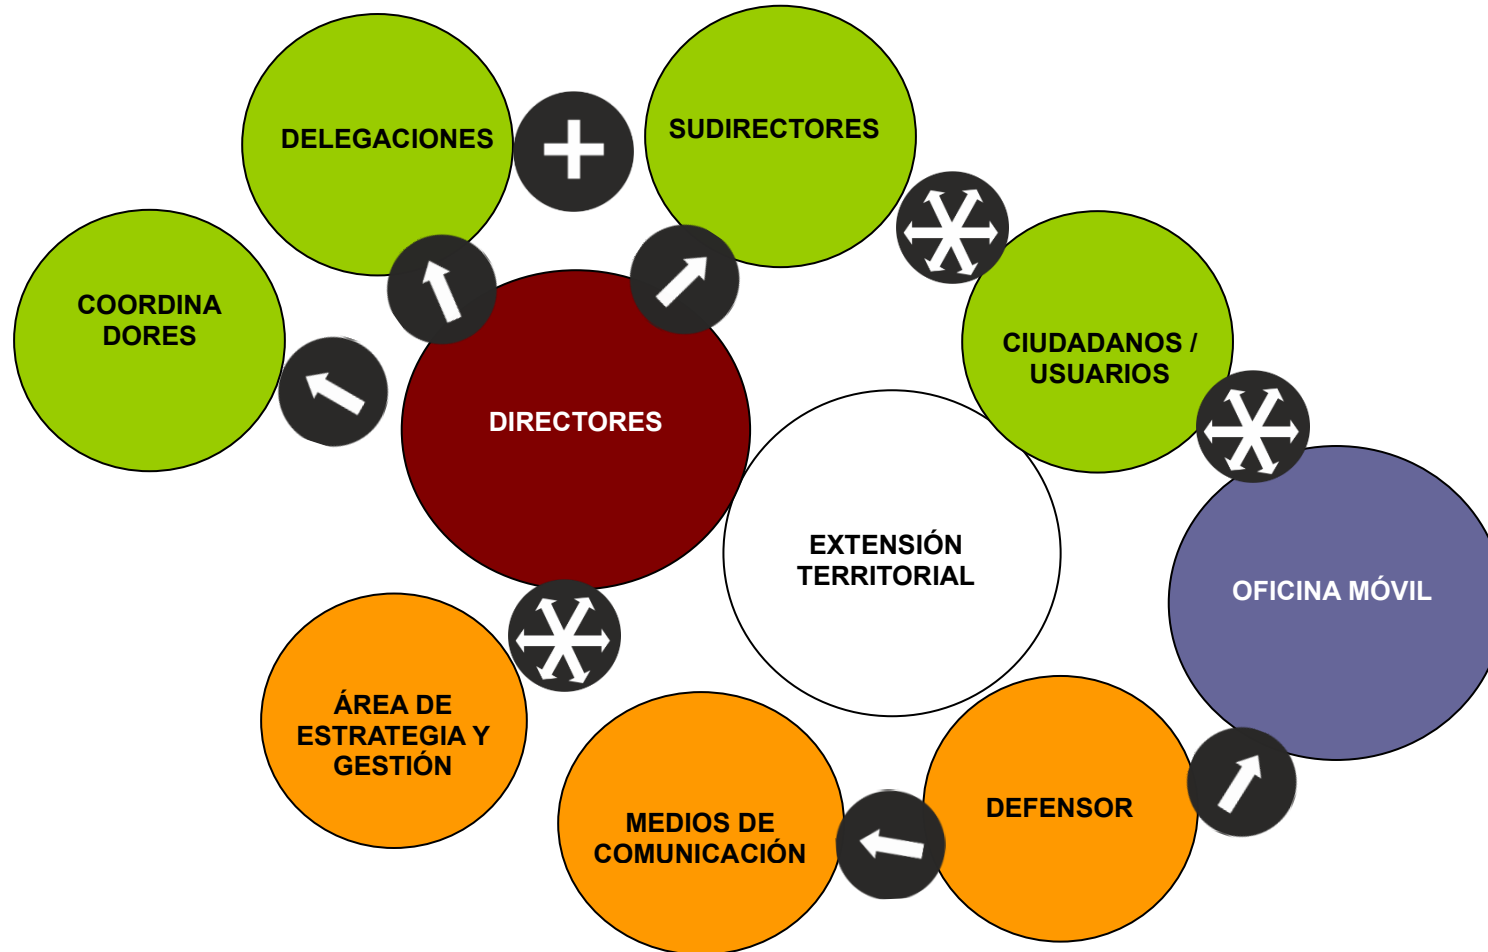 DELEGACIONES
SUDIRECTORES
COORDINA
DORES
CIUDADANOS /
USUARIOS
DIRECTORES
EXTENSIÓN
TERRITORIAL
OFICINA MÓVIL
ÁREA DE
ESTRATEGIA Y
GESTIÓN
MEDIOS DE
COMUNICACIÓN
DEFENSOR